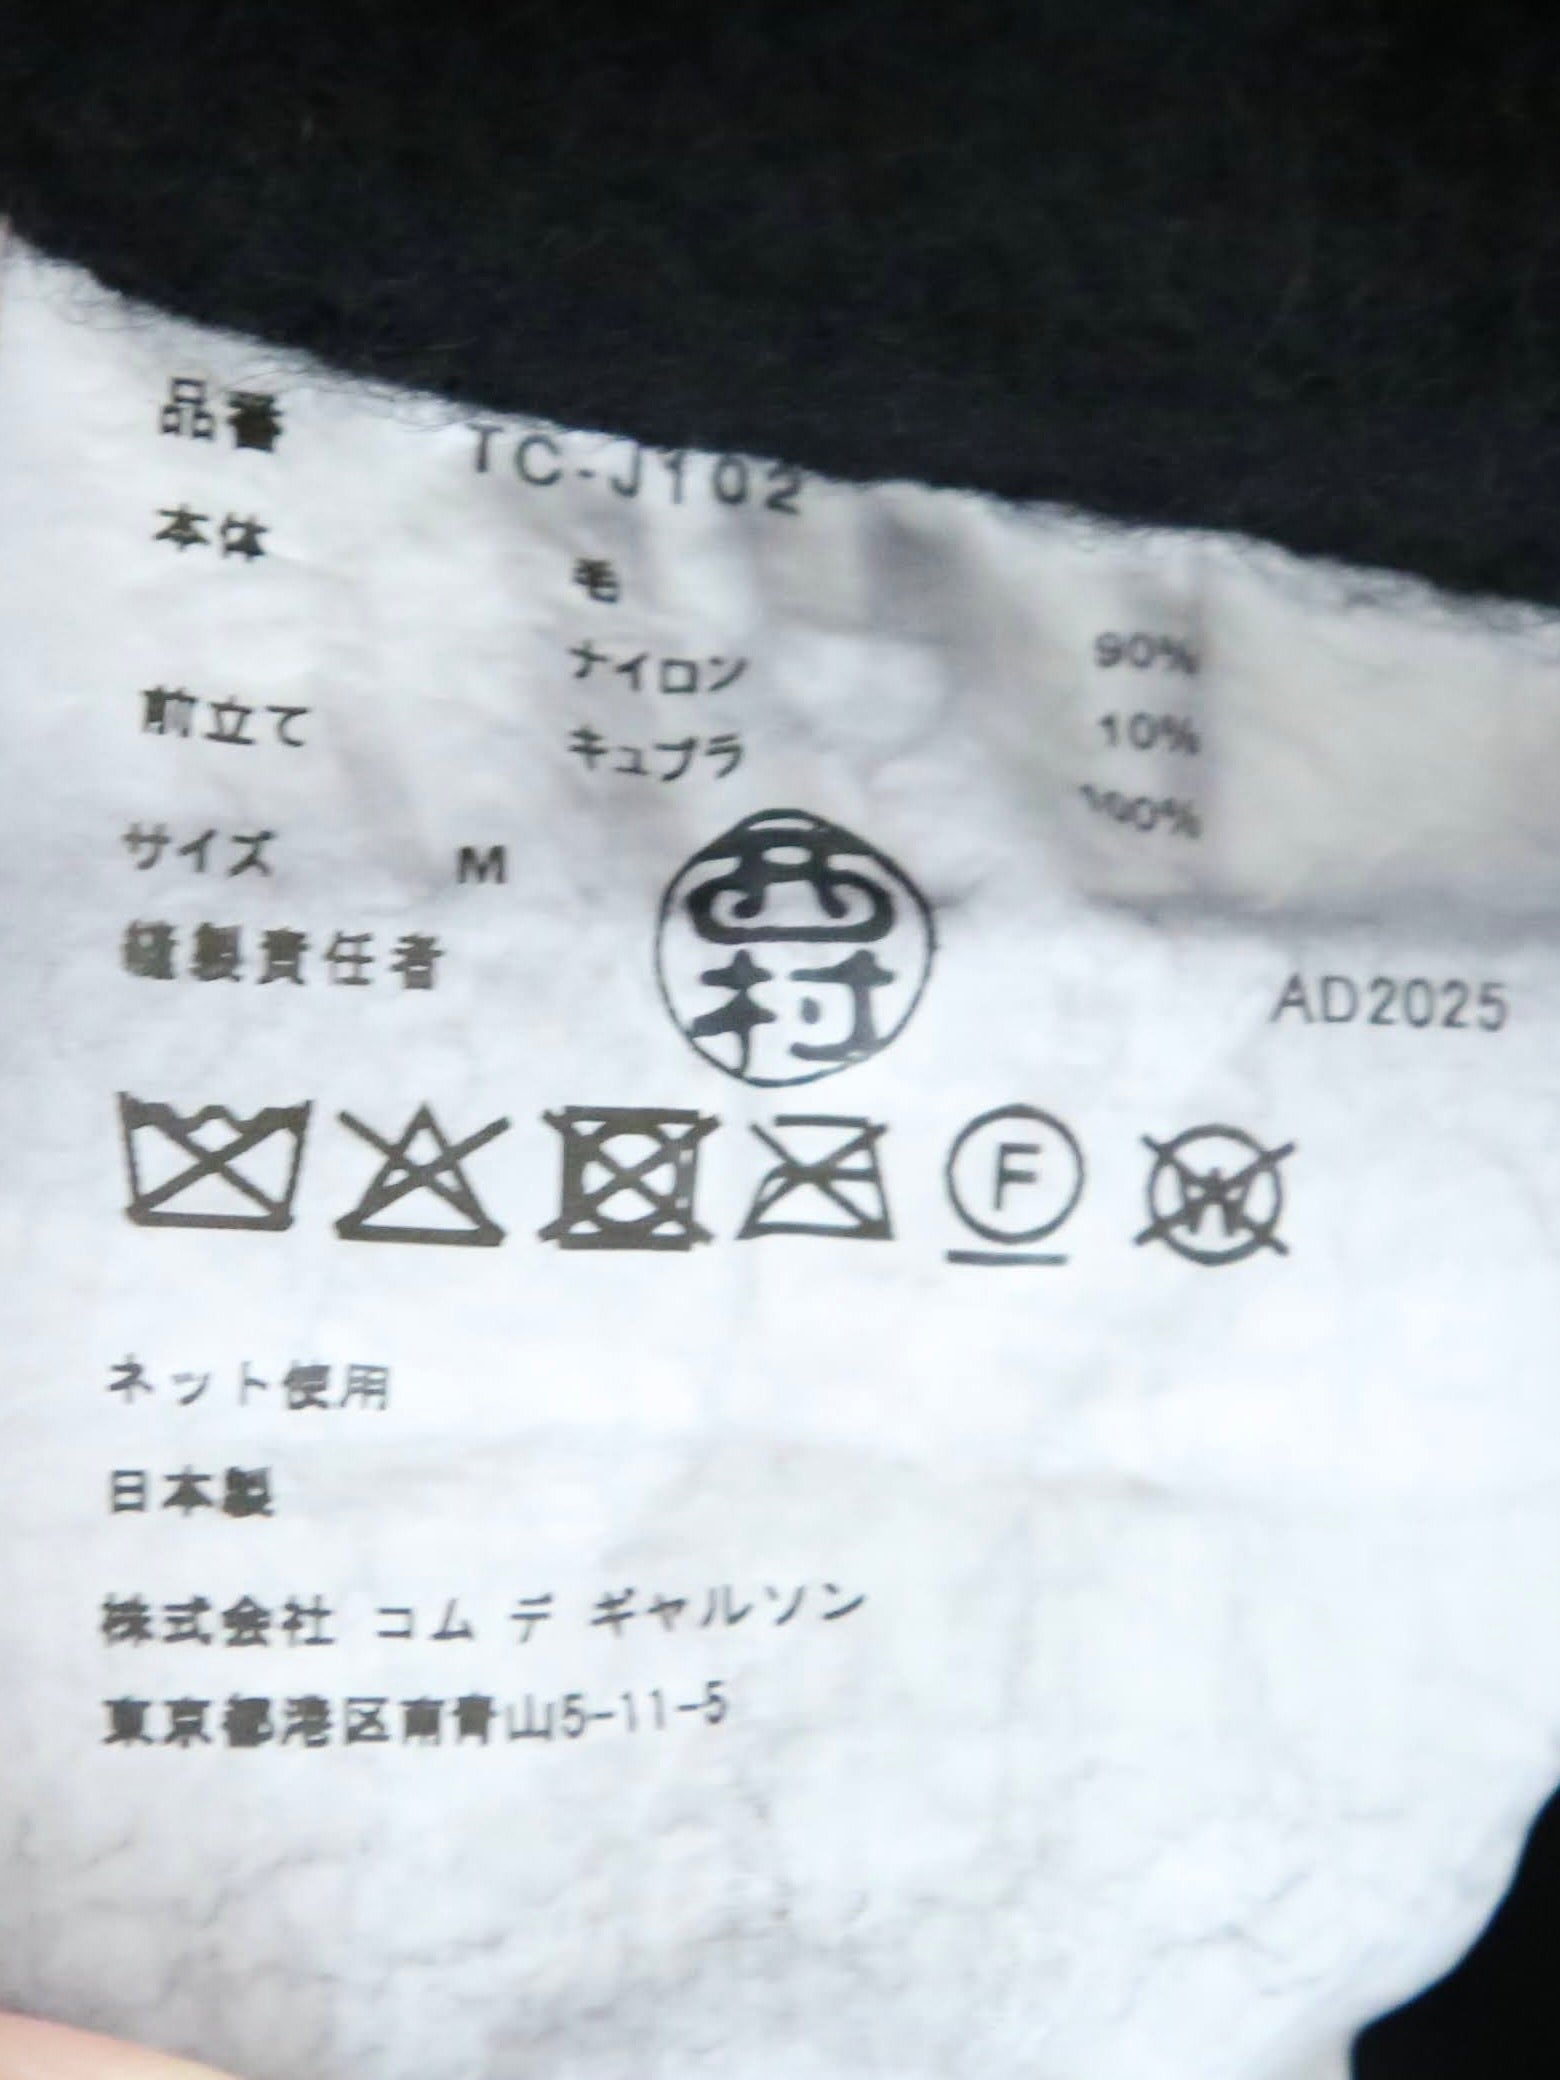 品番 TC-J102
本体 毛 90%
ナイロン 10%
前立て キュプラ 100%
サイズ M
縫製責任者 西村 AD2025
F
W
ネット使用
日本製
株式会社 コム デ ギャルソン
東京都港区南青山5-11-5